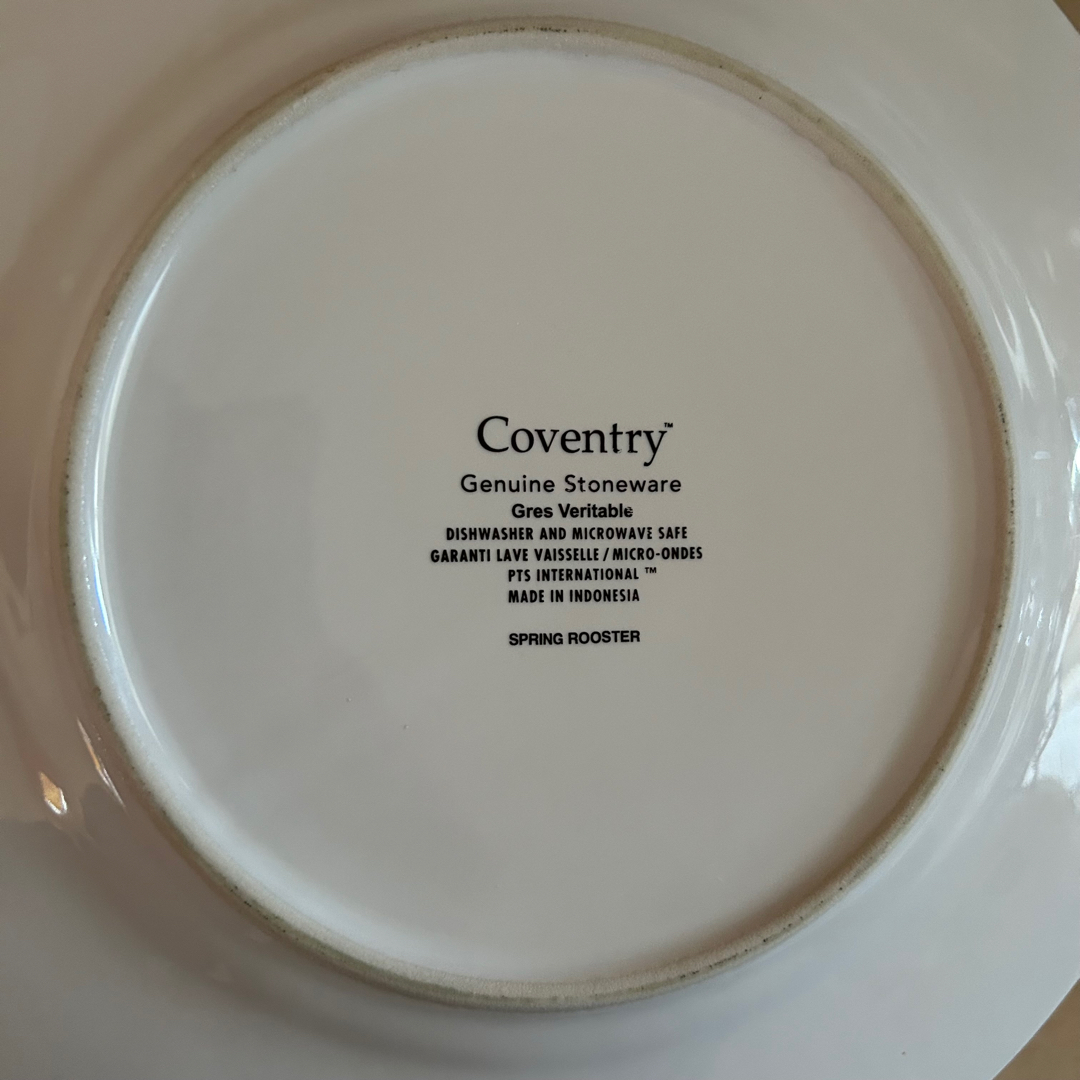 Coventry™
Genuine Stoneware
Gres Veritable
DISHWASHER AND MICROWAVE SAFE
GARANTI LAVE VAISSELLE / MICRO-ONDES
PTS INTERNATIONAL ™
MADE IN INDONESIA
SPRING ROOSTER